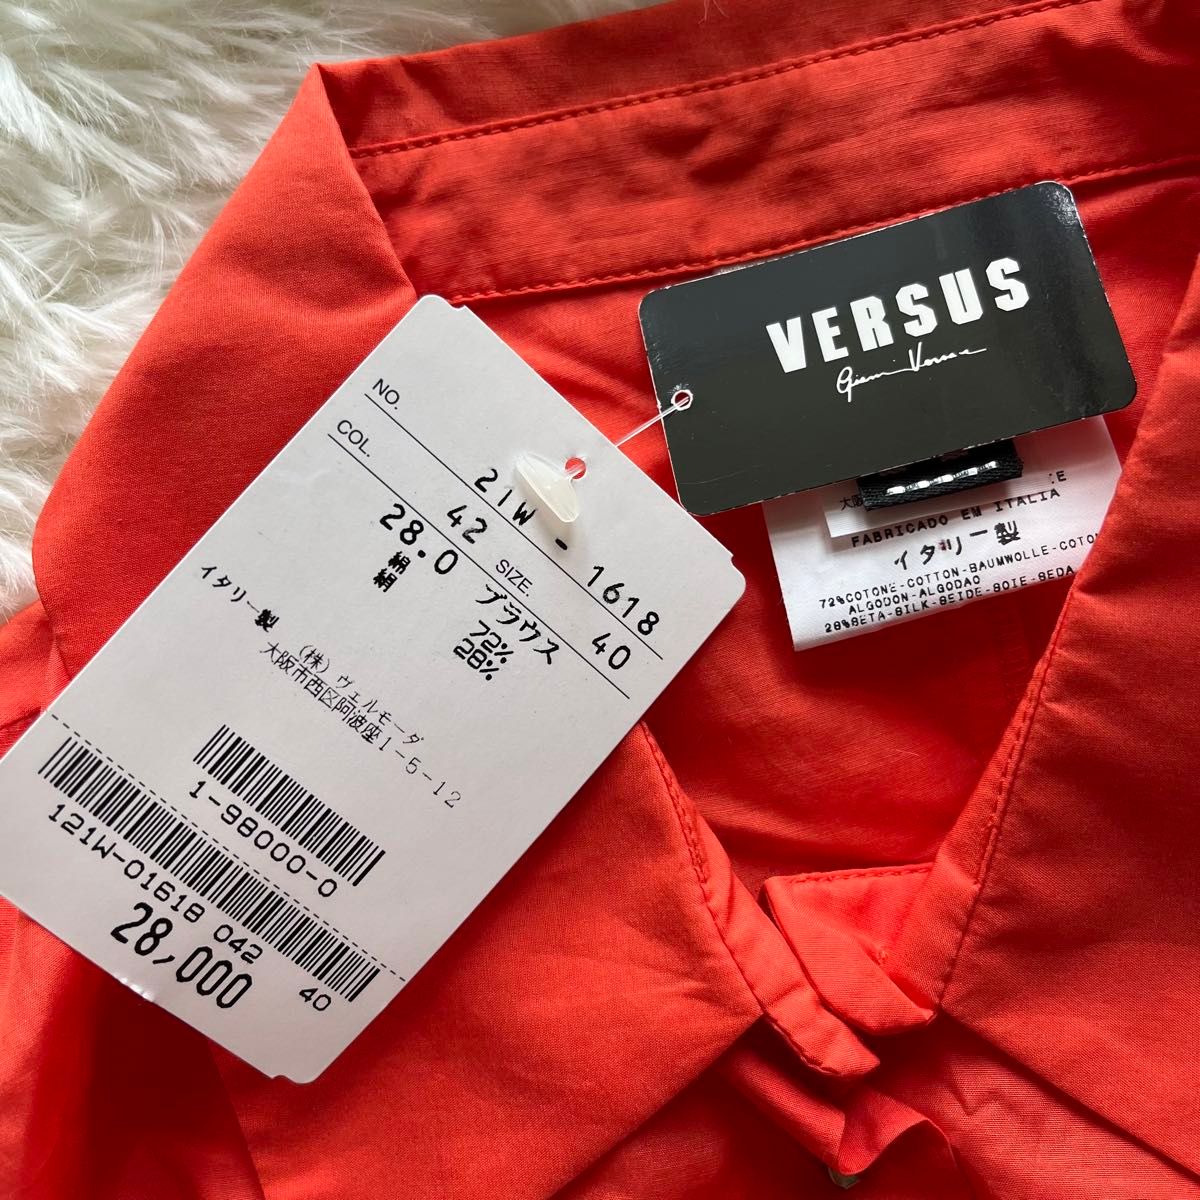 VERSUS
Gianni Versace
NO. 21W - 1618
COL. 42 SIZE. 40
28.0 ブラウス
綿 72%
絹 28%
イタリー製
(株)ヴェルモーダ
大阪市西区阿波座1-5-12
1-98000-0
121W-01618 042 40
28,000
大阪
FABRICADO EM ITALIA
イタリー製
72%COTONE-COTTON-BAUMWOLLE-COTON
ALGODON-ALGODAO
28%SETA-SILK-SEIDE-SOIE-SEDA